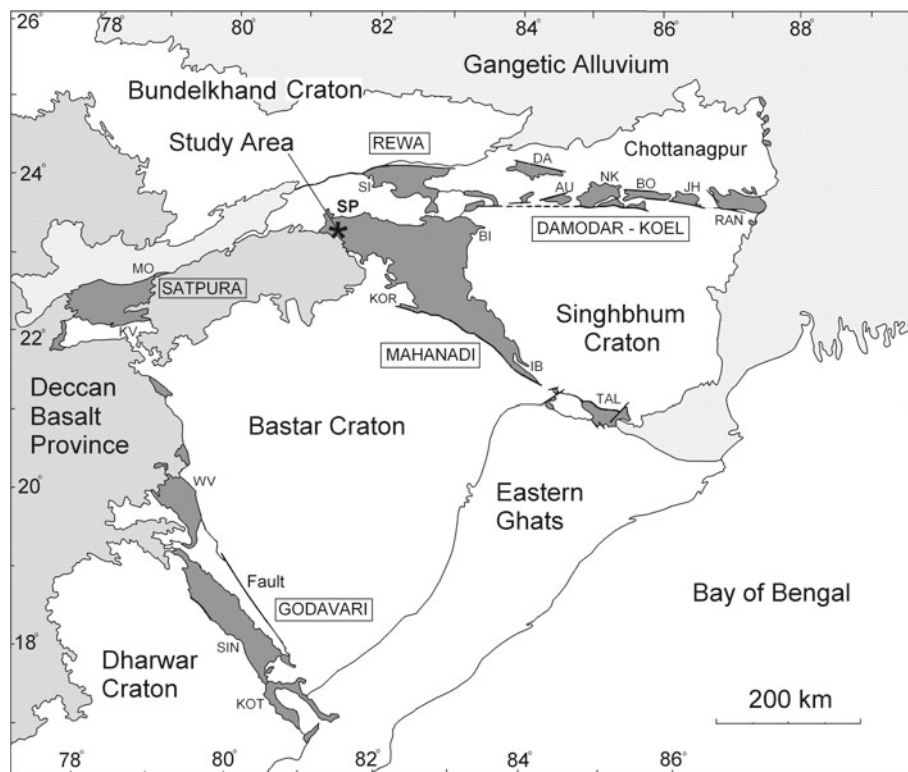 26°
80
82
84
86
88°
Gangetic Alluvium
Bundelkhand Craton
Study Area
REWA
Chottanagpur
24°
DA
SI
NK
AU
BO
JH
SP
RAN
DAMODAR - KOEL
BI
MO
SATPURA
KOR
Singhbhum
Craton
22°
KV
MAHANADI
IB
Deccan
Basalt
Province
TAL
Bastar Craton
20°
WV
Eastern
Ghats
Fault
GODAVARI
Bay of Bengal
18°
SIN
Dharwar
Craton
KOT
200 km
78°
80°
82°
84°
86°